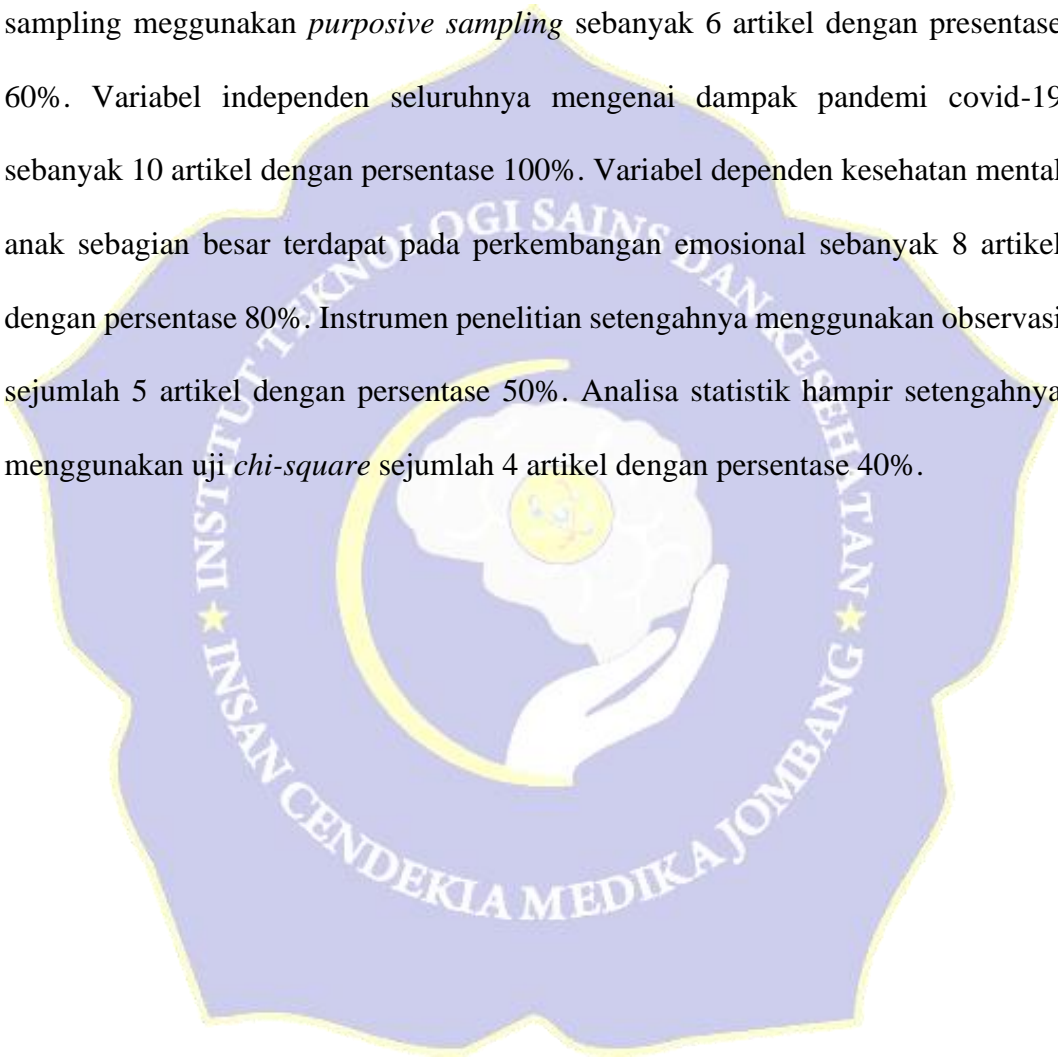 sampling meggunakan purposive sampling sebanyak 6 artikel dengan presentase
60%. Variabel independen seluruhnya mengenai dampak pandemi covid-19
sebanyak 10 artikel dengan persentase 100%. Variabel dependen kesehatan mental
anak sebagian besar terdapat pada perkembangan emosional sebanyak 8 artikel
dengan persentase 80%. Instrumen penelitian setengahnya menggunakan observasi
sejumlah 5 artikel dengan persentase 50%. Analisa statistik hampir setengahnya
menggunakan uji chi-square sejumlah 4 artikel dengan persentase 40%.
INSTITUT TEKNOLOGI SAINS DAN KESEHATAN
INSAN CENDEKIA MEDIKA JOMBANG